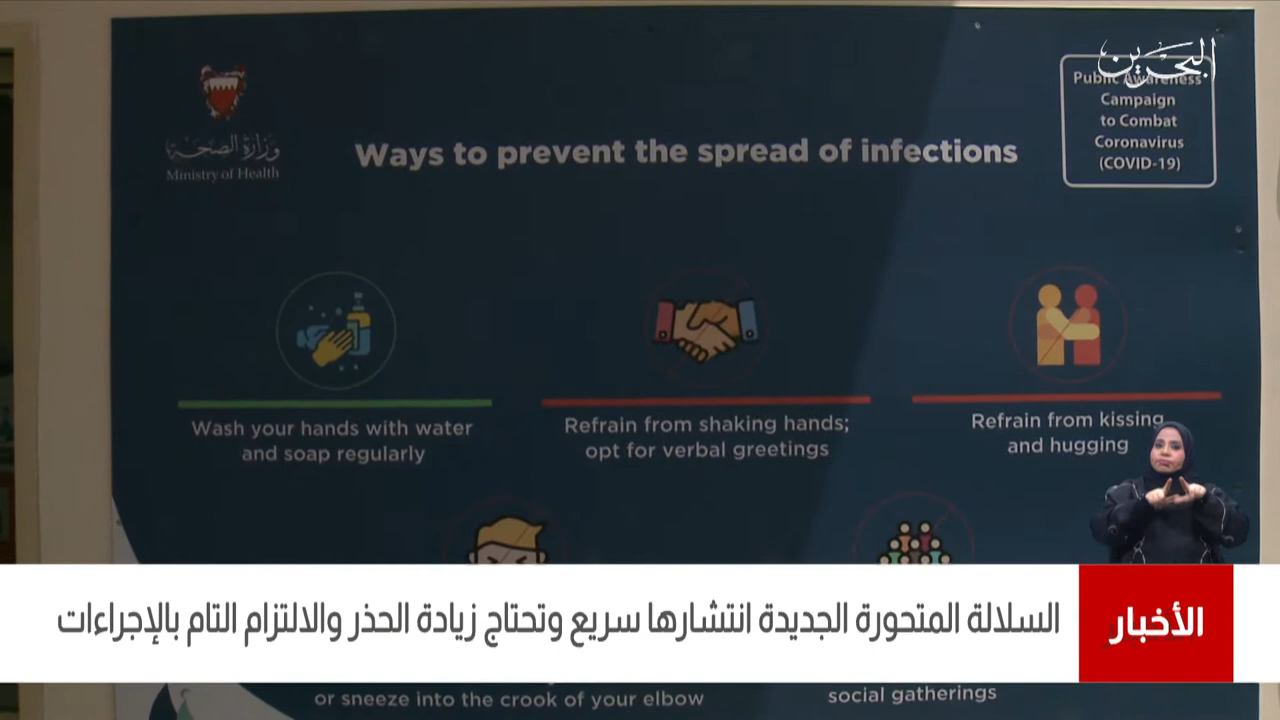 البحرين
Public Awareness
Campaign
to Combat
Coronavirus
(COVID-19)
وزارة الصحة
Ministry of Health
Ways to prevent the spread of infections
Wash your hands with water
and soap regularly
Refrain from shaking hands;
opt for verbal greetings
Refrain from kissing
and hugging
الأخبار
السلالة المتحورة الجديدة انتشارها سريع وتحتاج زيادة الحذر والالتزام التام بالإجراءات
or sneeze into the crook of your elbow
social gatherings